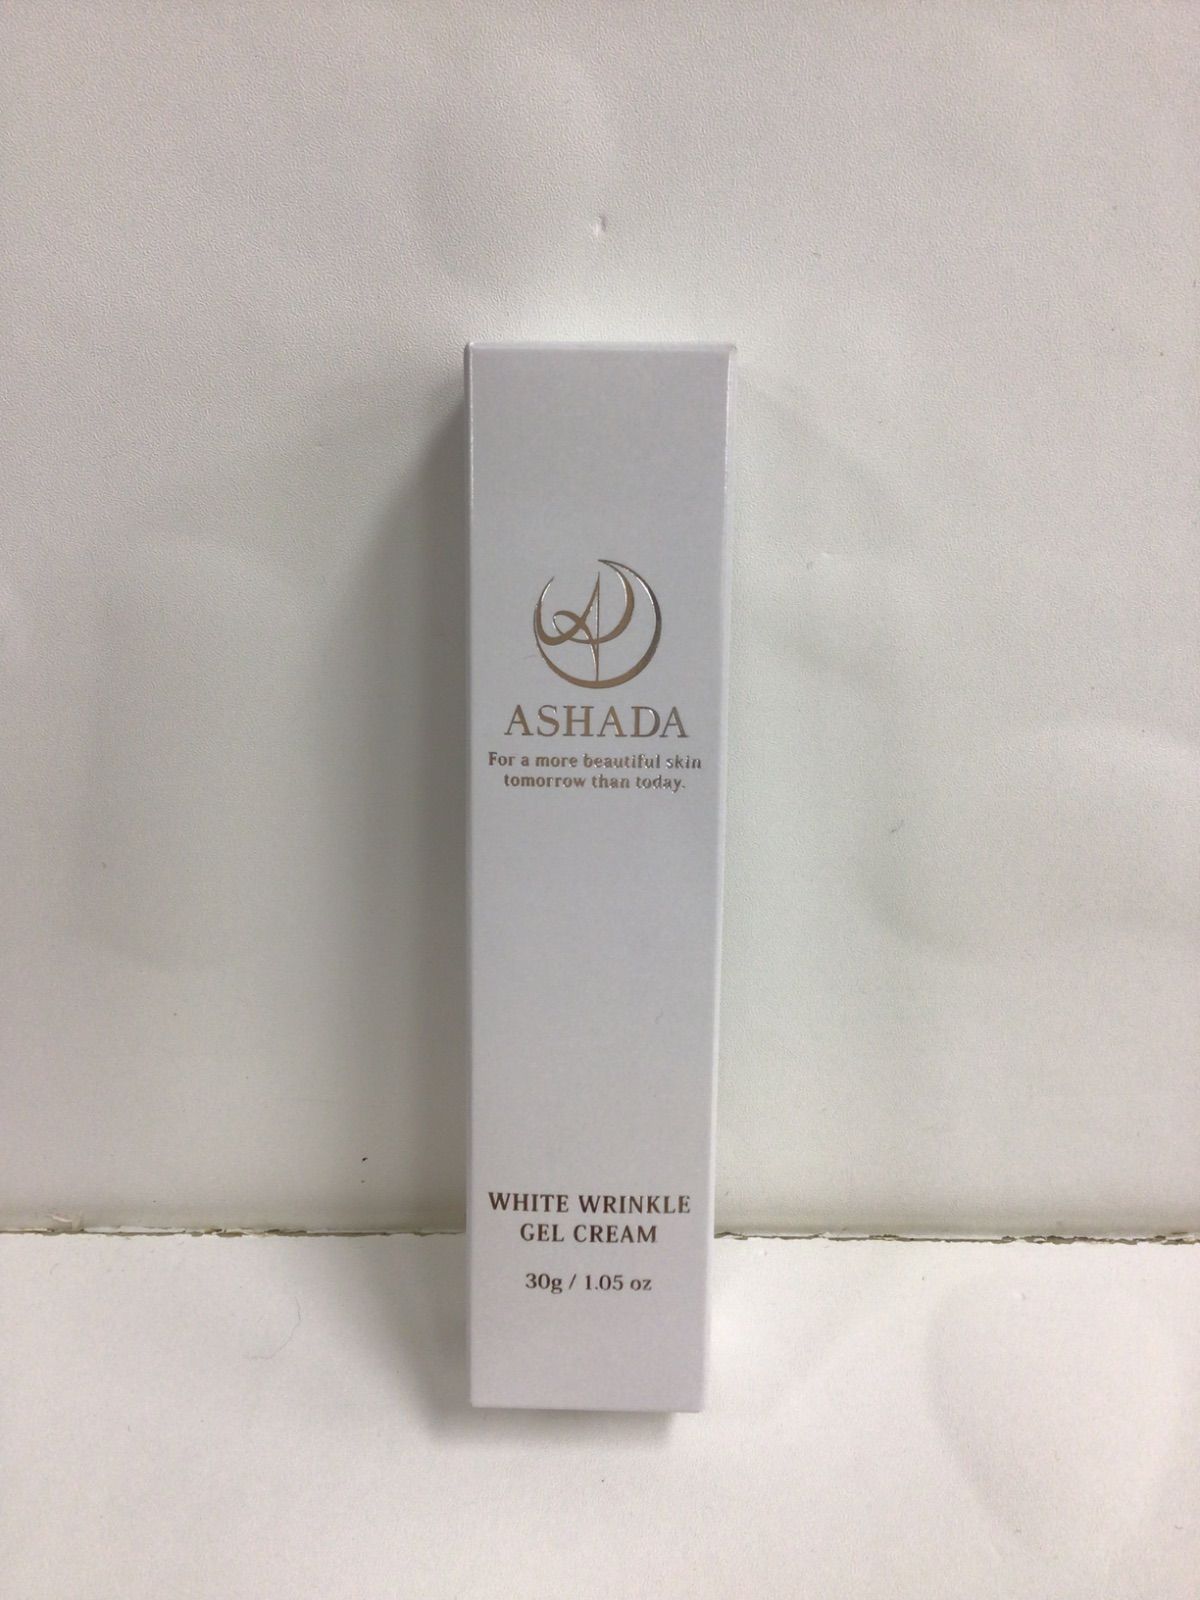 ASHADA
For a more beautiful skin
tomorrow than today.
WHITE WRINKLE
GEL CREAM
30g / 1.05 oz